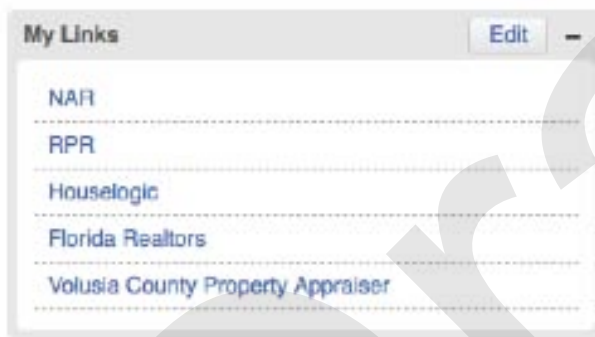 My Links Edit –
NAR
RPR
Houselogic
Florida Realtors
Volusia County Property Appraiser